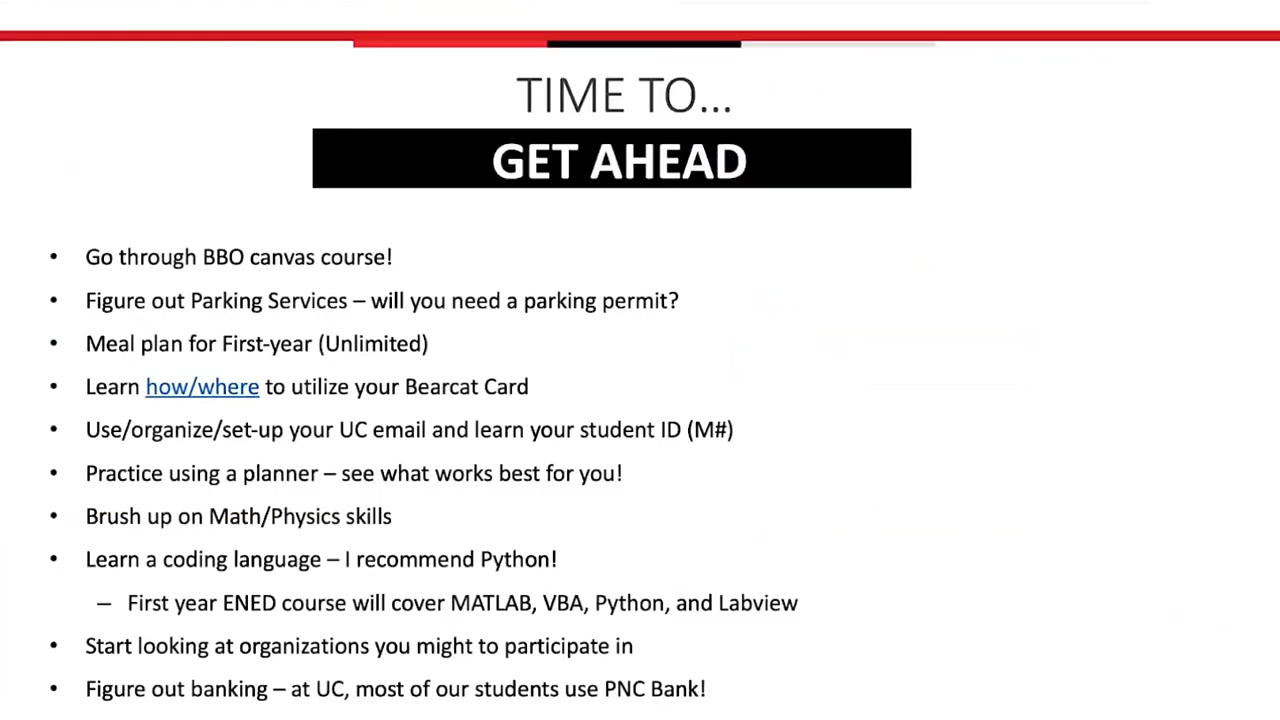 TIME TO...
GET AHEAD
• Go through BBO canvas course!
• Figure out Parking Services – will you need a parking permit?
• Meal plan for First-year (Unlimited)
• Learn how/where to utilize your Bearcat Card
• Use/organize/set-up your UC email and learn your student ID (M#)
• Practice using a planner – see what works best for you!
• Brush up on Math/Physics skills
• Learn a coding language – I recommend Python!
– First year ENED course will cover MATLAB, VBA, Python, and Labview
• Start looking at organizations you might to participate in
• Figure out banking – at UC, most of our students use PNC Bank!